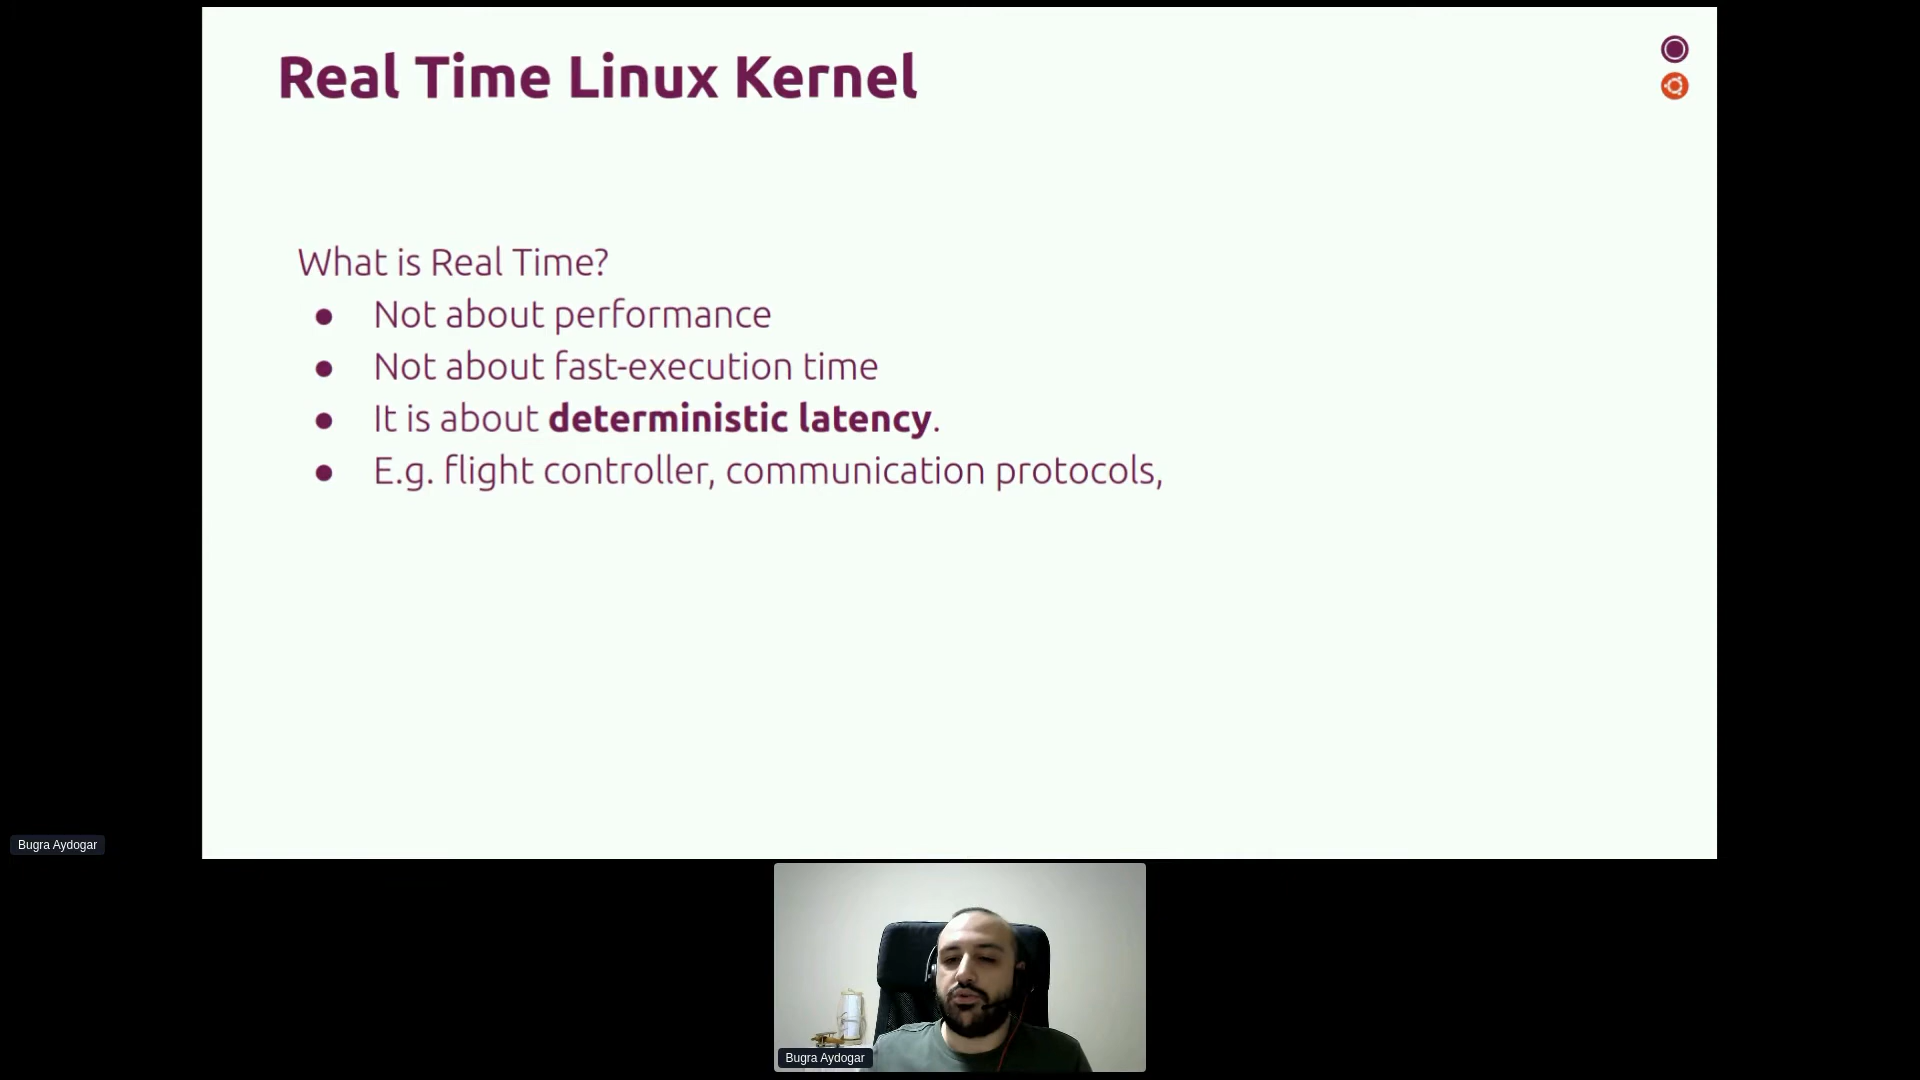 Real Time Linux Kernel
What is Real Time?
● Not about performance
● Not about fast-execution time
● It is about deterministic latency.
● E.g. flight controller, communication protocols,
Bugra Aydogar
Bugra Aydogar